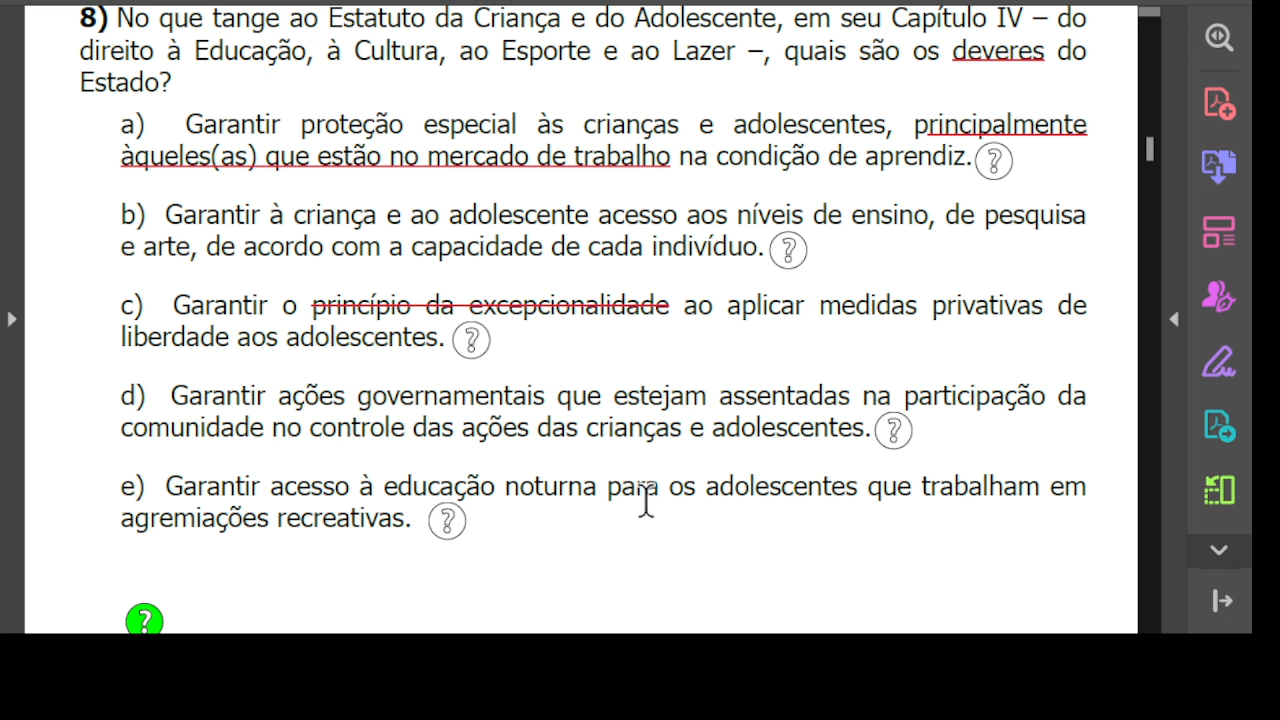 8) No que tange ao Estatuto da Criança e do Adolescente, em seu Capítulo IV – do
direito à Educação, à Cultura, ao Esporte e ao Lazer –, quais são os deveres do
Estado?
a) Garantir proteção especial às crianças e adolescentes, principalmente
àqueles(as) que estão no mercado de trabalho na condição de aprendiz. ?
b) Garantir à criança e ao adolescente acesso aos níveis de ensino, de pesquisa
e arte, de acordo com a capacidade de cada indivíduo. ?
c) Garantir o princípio da excepcionalidade ao aplicar medidas privativas de
liberdade aos adolescentes. ?
d) Garantir ações governamentais que estejam assentadas na participação da
comunidade no controle das ações das crianças e adolescentes. ?
e) Garantir acesso à educação noturna para os adolescentes que trabalham em
agremiações recreativas. ?
?